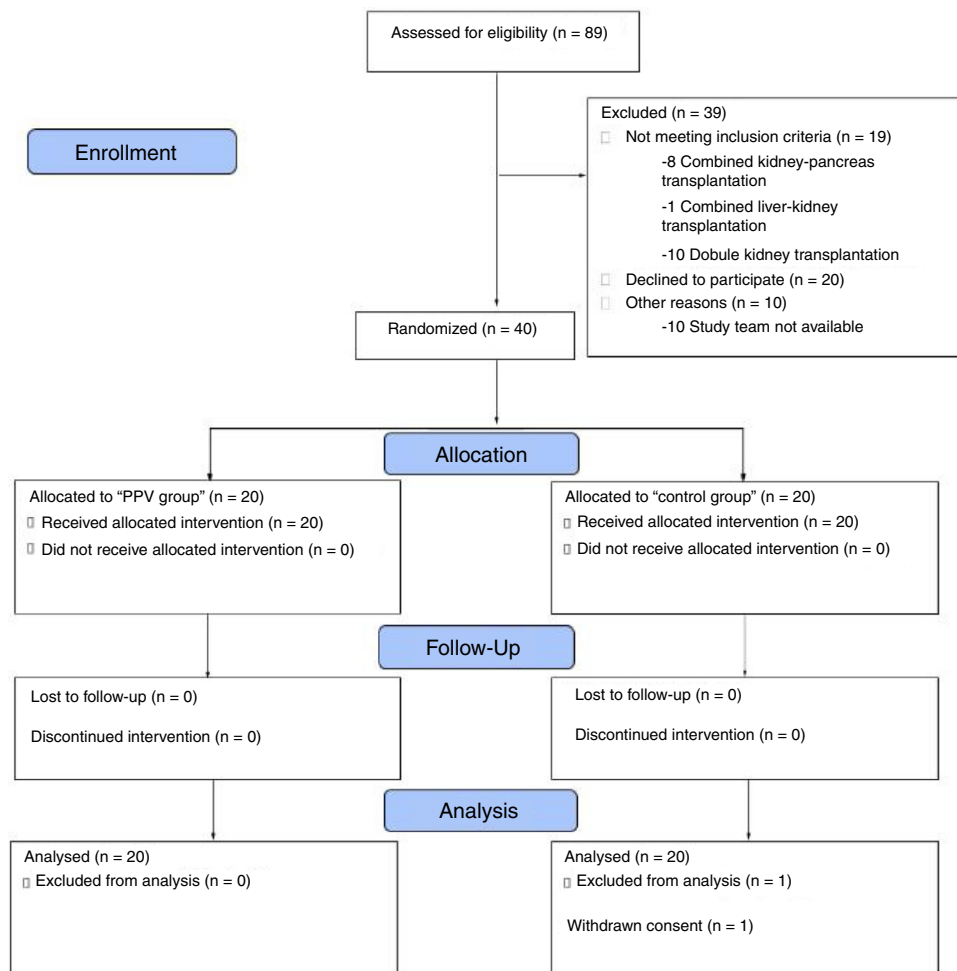 Assessed for eligibility (n = 89)
Enrollment
Excluded (n = 39)
Not meeting inclusion criteria (n = 19)
-8 Combined kidney-pancreas
transplantation
-1 Combined liver-kidney
transplantation
-10 Dobule kidney transplantation
Declined to participate (n = 20)
Other reasons (n = 10)
-10 Study team not available
Randomized (n = 40)
Allocation
Allocated to “PPV group” (n = 20)
Received allocated intervention (n = 20)
Did not receive allocated intervention (n = 0)
Allocated to “control group” (n = 20)
Received allocated intervention (n = 20)
Did not receive allocated intervention (n = 0)
Follow-Up
Lost to follow-up (n = 0)
Discontinued intervention (n = 0)
Lost to follow-up (n = 0)
Discontinued intervention (n = 0)
Analysis
Analysed (n = 20)
Excluded from analysis (n = 0)
Analysed (n = 20)
Excluded from analysis (n = 1)
Withdrawn consent (n = 1)